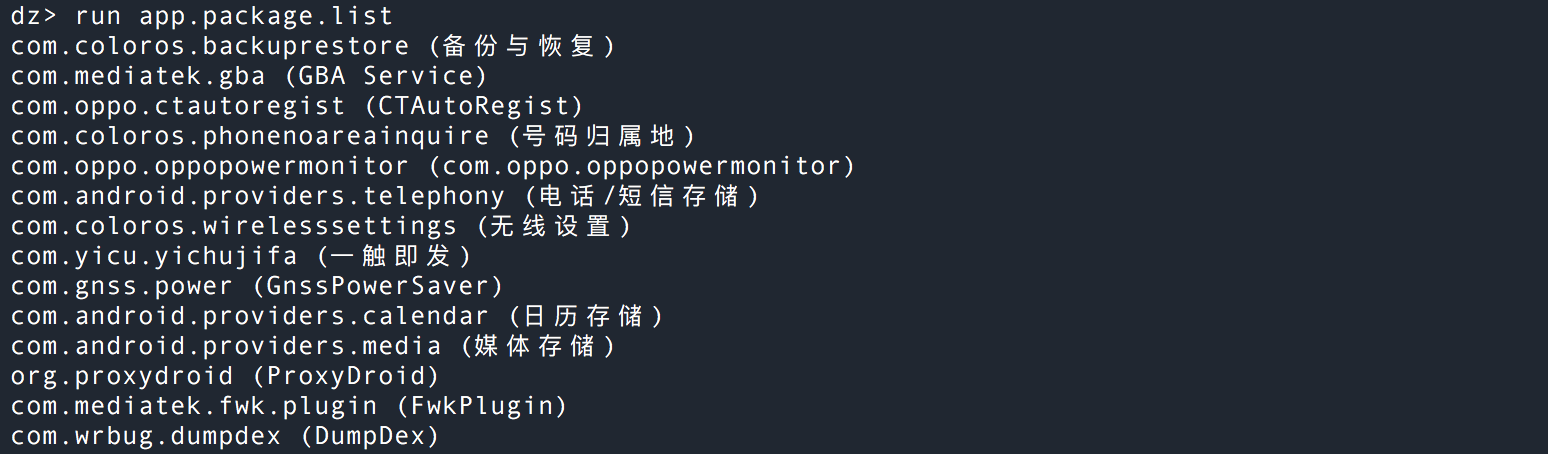 dz> run app.package.list
com.coloros.backuprestore (备份与恢复)
com.mediatek.gba (GBA Service)
com.oppo.ctautoregist (CTAutoRegist)
com.coloros.phonenoareainquire (号码归属地)
com.oppo.oppopowermonitor (com.oppo.oppopowermonitor)
com.android.providers.telephony (电话/短信存储)
com.coloros.wirelesssettings (无线设置)
com.yicu.yichujifa (一触即发)
com.gnss.power (GnssPowerSaver)
com.android.providers.calendar (日历存储)
com.android.providers.media (媒体存储)
org.proxydroid (ProxyDroid)
com.mediatek.fwk.plugin (FwkPlugin)
com.wrbug.dumpdex (DumpDex)